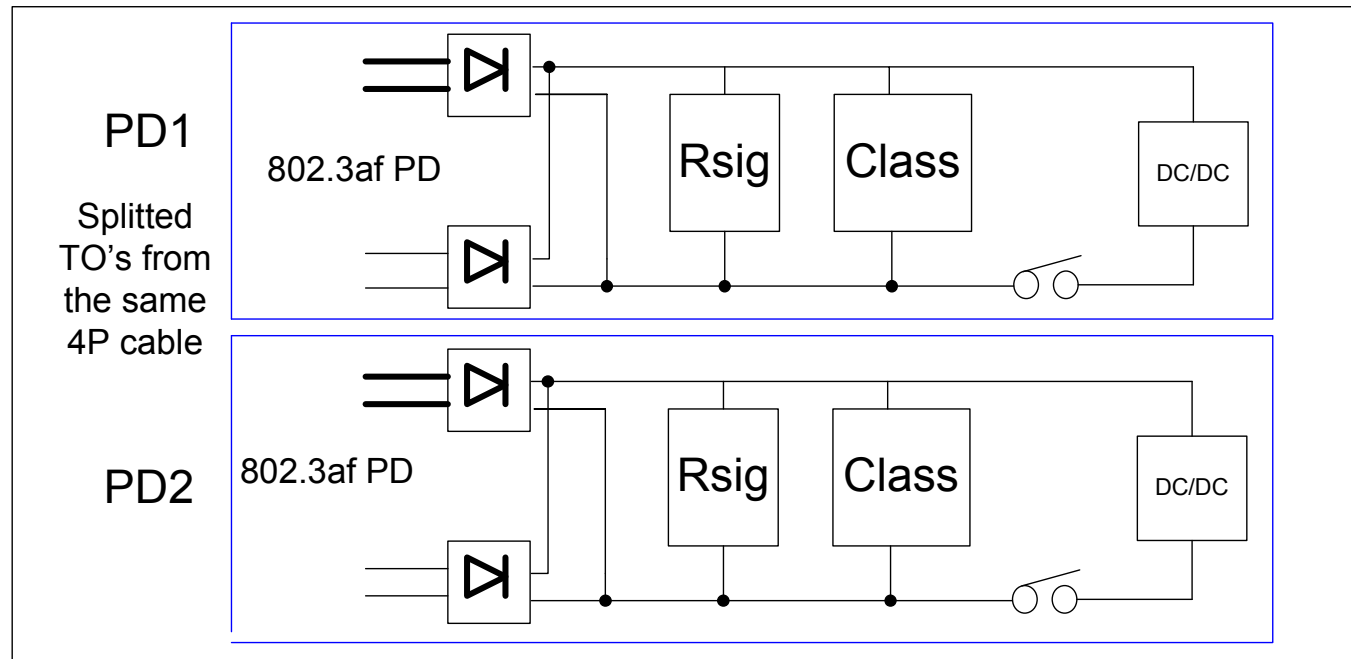 PD1
Splitted
TO's from
the same
4P cable
802.3af PD
Rsig
Class
DC/DC
PD2
802.3af PD
Rsig
Class
DC/DC